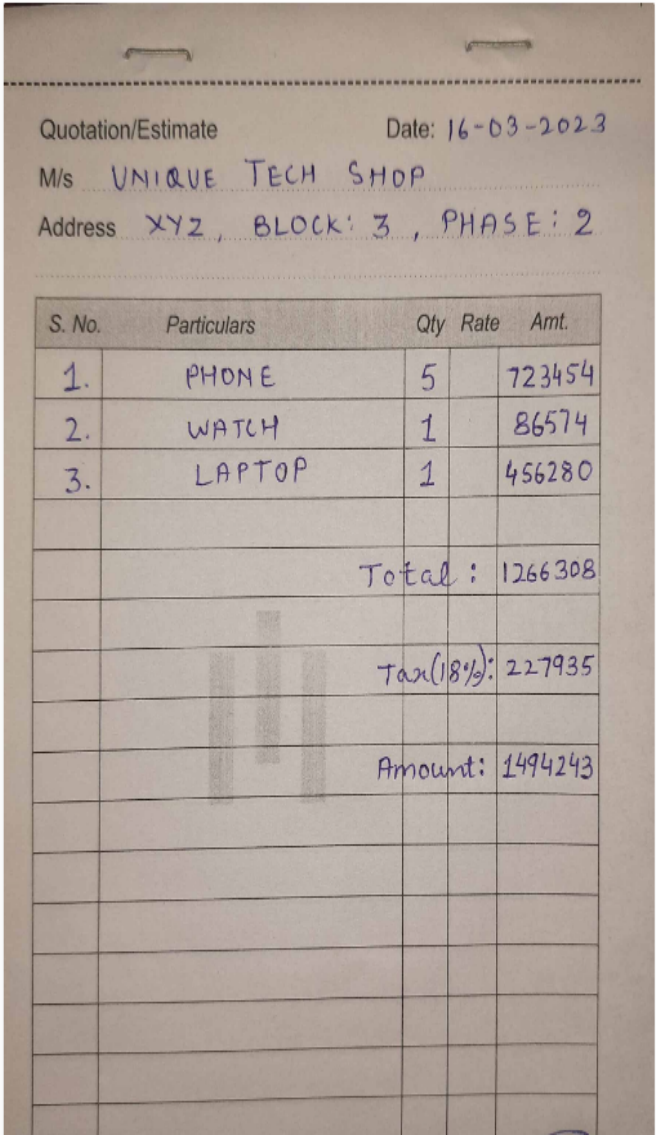 Quotation/Estimate Date: 16-03-2023
M/s UNIQUE TECH SHOP
Address XYZ, BLOCK: 3, PHASE: 2
S. No. Particulars Qty Rate Amt.
1. PHONE 5 723454
2. WATCH 1 86574
3. LAPTOP 1 456280
Total: 1266308
Tax(18%): 227935
Amount: 1494243